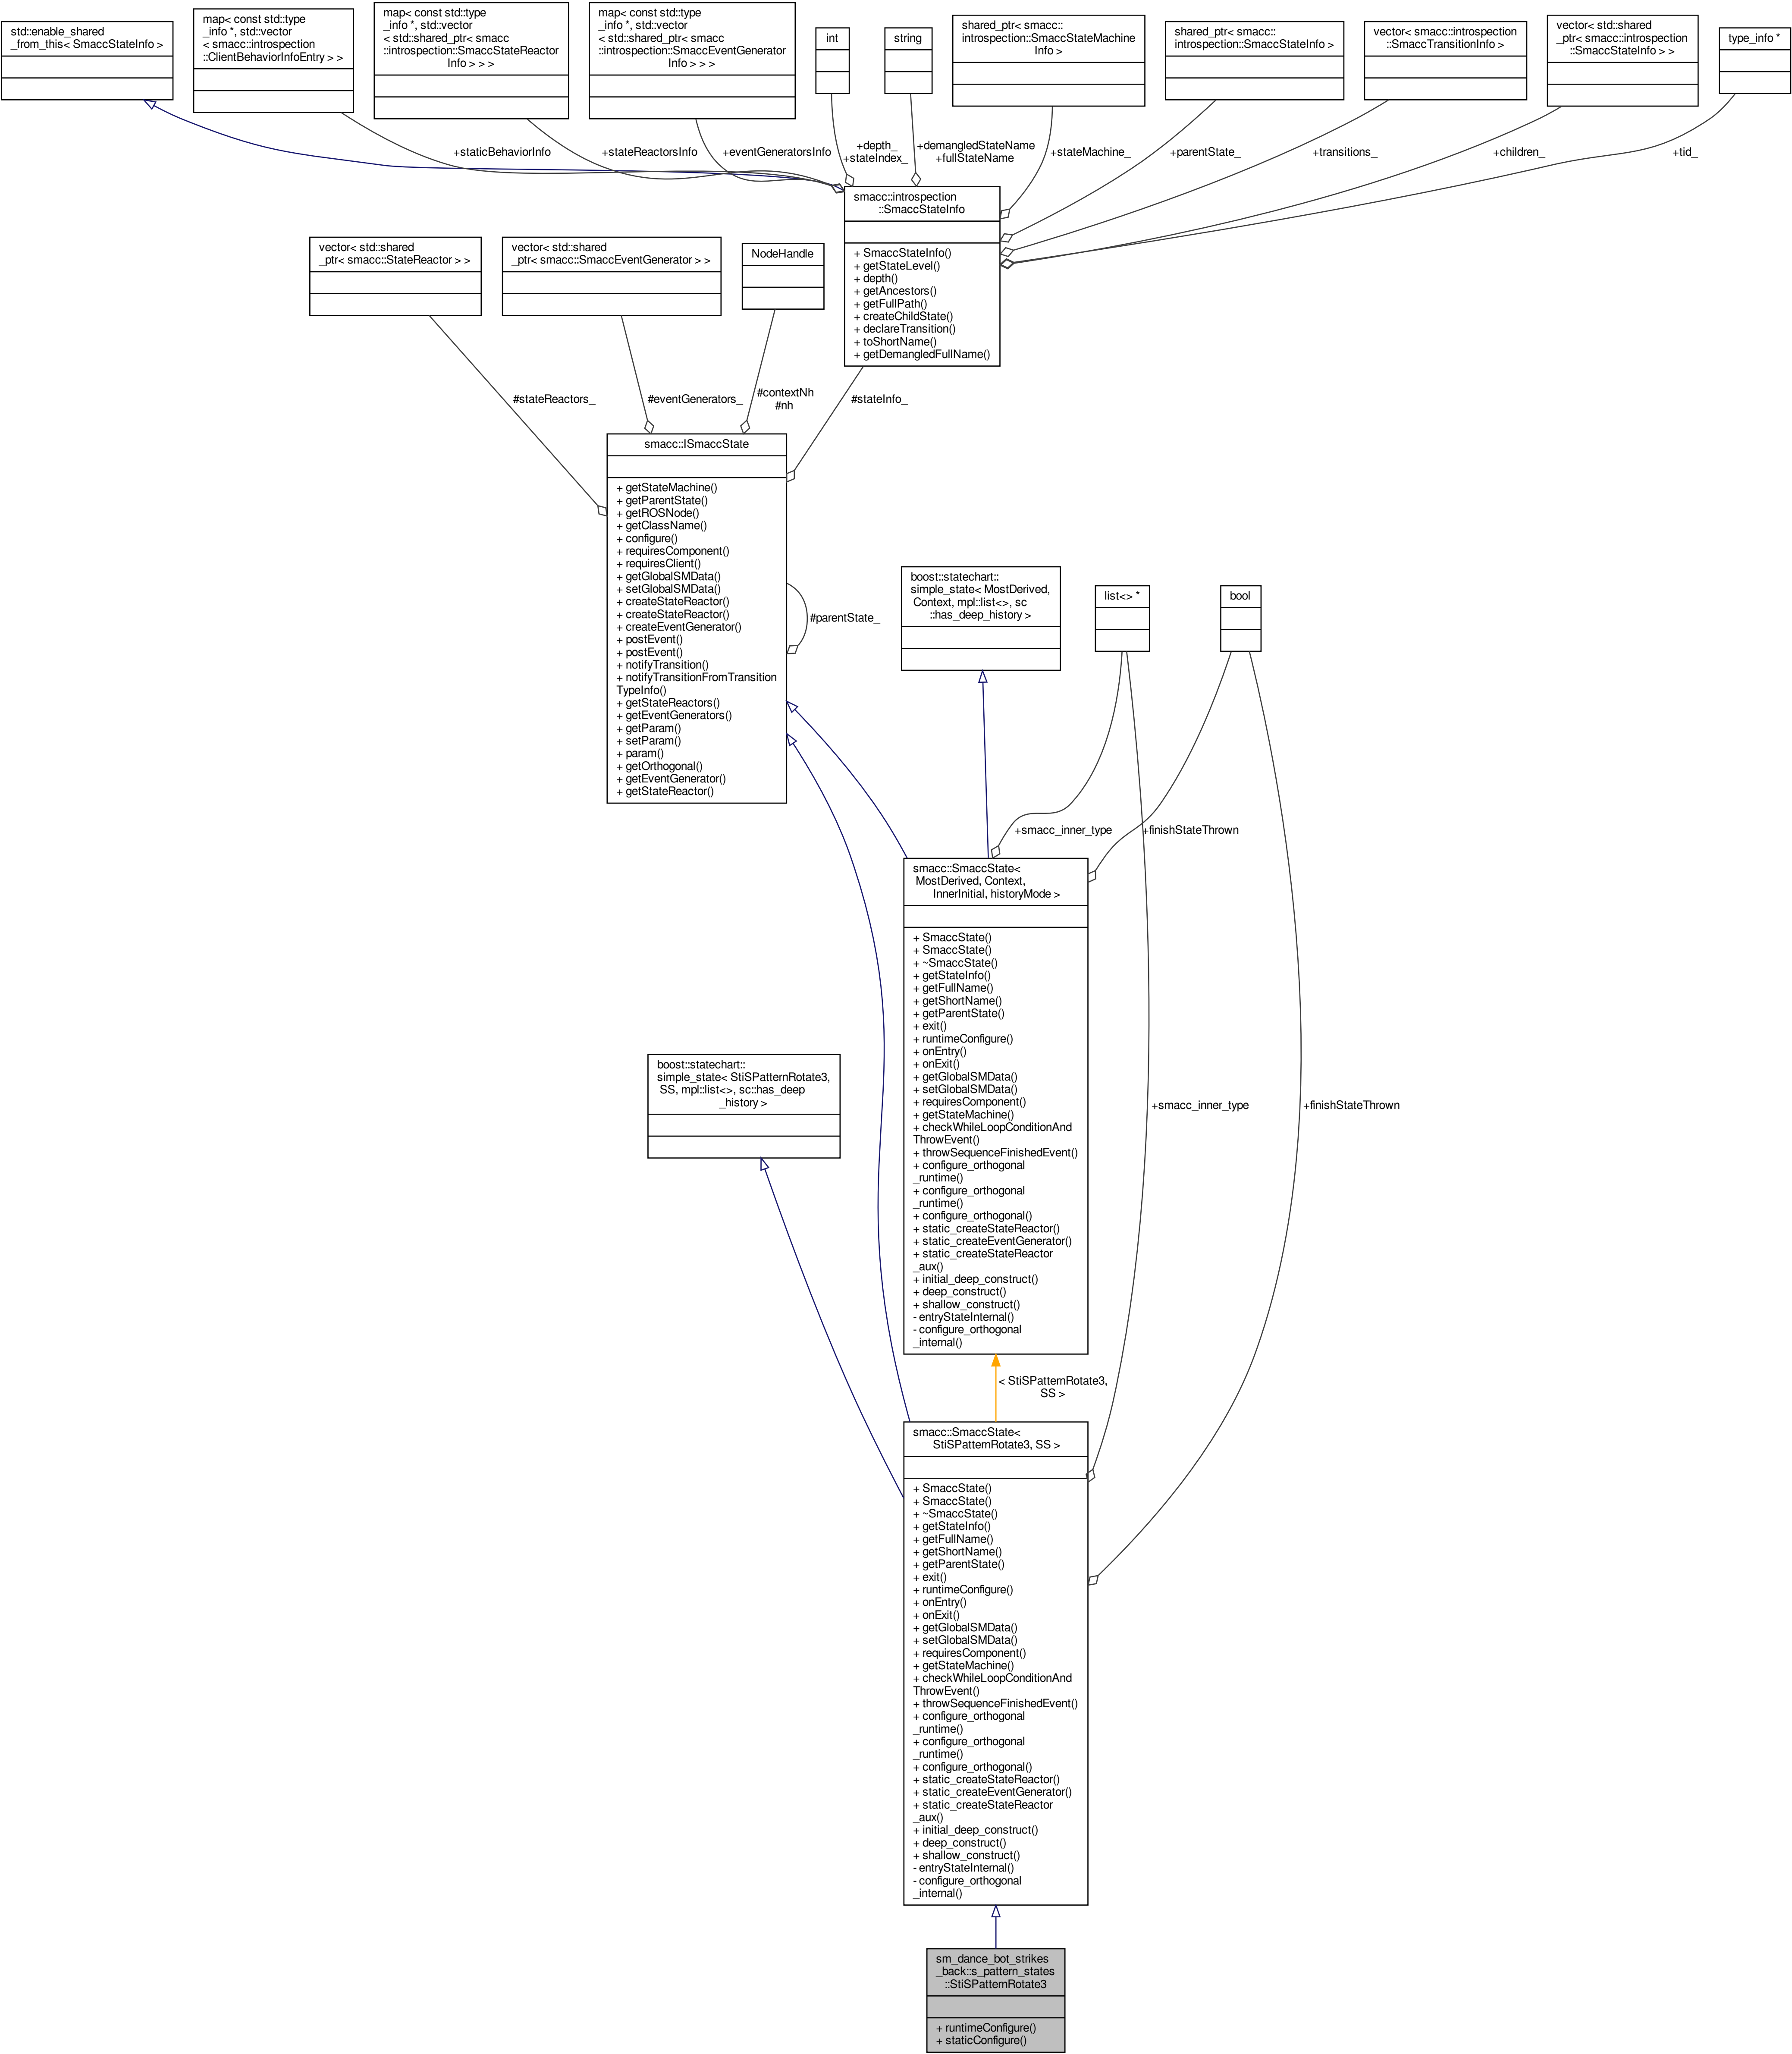 std::enable_shared
_from_this< SmaccStateInfo >
map< const std::type
_info *, std::vector
< smacc::introspection
::ClientBehaviorInfoEntry > >
map< const std::type
_info *, std::vector
< std::shared_ptr< smacc
::introspection::SmaccStateReactor
Info > > >
map< const std::type
_info *, std::vector
< std::shared_ptr< smacc
::introspection::SmaccEventGenerator
Info > > >
int
string
shared_ptr< smacc::
introspection::SmaccStateMachine
Info >
shared_ptr< smacc::
introspection::SmaccStateInfo >
vector< smacc::introspection
::SmaccTransitionInfo >
vector< std::shared
_ptr< smacc::introspection
::SmaccStateInfo > >
type_info *
+staticBehaviorInfo
+stateReactorsInfo
+eventGeneratorsInfo
+depth_
+stateIndex_
+demangledStateName
+fullStateName
+stateMachine_
+parentState_
+transitions_
+children_
+tid_
smacc::introspection
::SmaccStateInfo
+ SmaccStateInfo()
+ getStateLevel()
+ depth()
+ getAncestors()
+ getFullPath()
+ createChildState()
+ declareTransition()
+ toShortName()
+ getDemangledFullName()
vector< std::shared
_ptr< smacc::StateReactor > >
vector< std::shared
_ptr< smacc::SmaccEventGenerator > >
NodeHandle
#stateReactors_
#eventGenerators_
#contextNh
#nh
#stateInfo_
smacc::ISmaccState
+ getStateMachine()
+ getParentState()
+ getROSNode()
+ getClassName()
+ configure()
+ requiresComponent()
+ requiresClient()
+ getGlobalSMData()
+ setGlobalSMData()
+ createStateReactor()
+ createStateReactor()
+ createEventGenerator()
+ postEvent()
+ postEvent()
+ notifyTransition()
+ notifyTransitionFromTransition
TypeInfo()
+ getStateReactors()
+ getEventGenerators()
+ getParam()
+ setParam()
+ param()
+ getOrthogonal()
+ getEventGenerator()
+ getStateReactor()
#parentState_
boost::statechart::
simple_state< MostDerived,
Context, mpl::list<>, sc
::has_deep_history >
list<> *
bool
+smacc_inner_type
+finishStateThrown
smacc::SmaccState<
MostDerived, Context,
InnerInitial, historyMode >
+ SmaccState()
+ SmaccState()
+ ~SmaccState()
+ getStateInfo()
+ getFullName()
+ getShortName()
+ getParentState()
+ exit()
+ runtimeConfigure()
+ onEntry()
+ onExit()
+ getGlobalSMData()
+ setGlobalSMData()
+ requiresComponent()
+ getStateMachine()
+ checkWhileLoopConditionAnd
ThrowEvent()
+ throwSequenceFinishedEvent()
+ configure_orthogonal
_runtime()
+ configure_orthogonal
_runtime()
+ configure_orthogonal()
+ static_createStateReactor()
+ static_createEventGenerator()
+ static_createStateReactor
_aux()
+ initial_deep_construct()
+ deep_construct()
+ shallow_construct()
- entryStateInternal()
- configure_orthogonal
_internal()
boost::statechart::
simple_state< StiSPatternRotate3,
SS, mpl::list<>, sc::has_deep
_history >
+smacc_inner_type
+finishStateThrown
< StiSPatternRotate3,
SS >
smacc::SmaccState<
StiSPatternRotate3, SS >
+ SmaccState()
+ SmaccState()
+ ~SmaccState()
+ getStateInfo()
+ getFullName()
+ getShortName()
+ getParentState()
+ exit()
+ runtimeConfigure()
+ onEntry()
+ onExit()
+ getGlobalSMData()
+ setGlobalSMData()
+ requiresComponent()
+ getStateMachine()
+ checkWhileLoopConditionAnd
ThrowEvent()
+ throwSequenceFinishedEvent()
+ configure_orthogonal
_runtime()
+ configure_orthogonal
_runtime()
+ configure_orthogonal()
+ static_createStateReactor()
+ static_createEventGenerator()
+ static_createStateReactor
_aux()
+ initial_deep_construct()
+ deep_construct()
+ shallow_construct()
- entryStateInternal()
- configure_orthogonal
_internal()
sm_dance_bot_strikes
_back::s_pattern_states
::StiSPatternRotate3
+ runtimeConfigure()
+ staticConfigure()